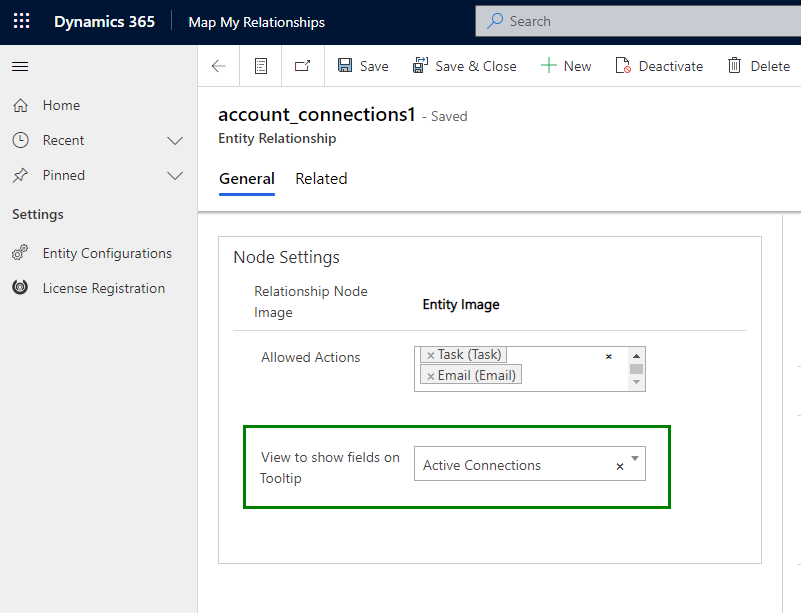 Dynamics 365 Map My Relationships Search
Save Save & Close New Deactivate Delete
Home
Recent
Pinned
Settings
Entity Configurations
License Registration
account_connections1 - Saved
Entity Relationship
General Related
Node Settings
Relationship Node
Image
Entity Image
Allowed Actions
Task (Task)
Email (Email)
View to show fields on
Tooltip
Active Connections